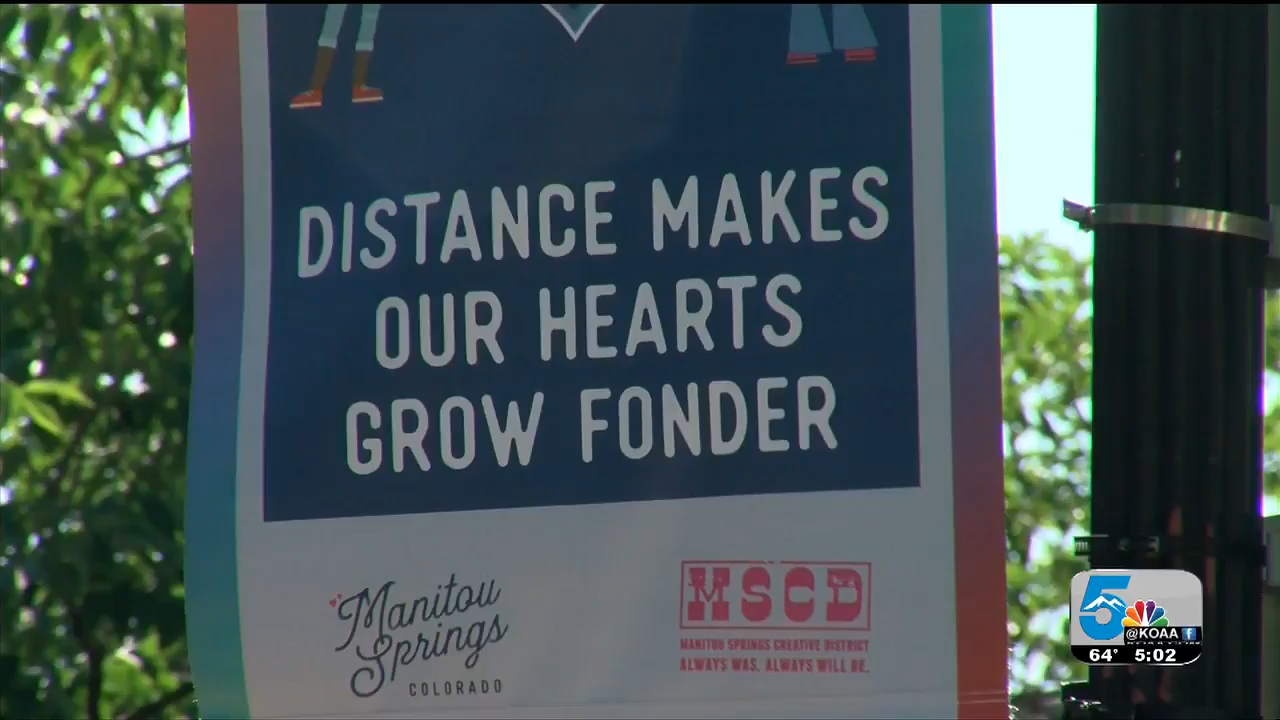 DISTANCE MAKES
OUR HEARTS
GROW FONDER
Manitou
Springs
COLORADO
MSCD
MANITOU SPRINGS CREATIVE DISTRICT
ALWAYS WAS. ALWAYS WILL BE.
5
@KOAA
64° 5:02